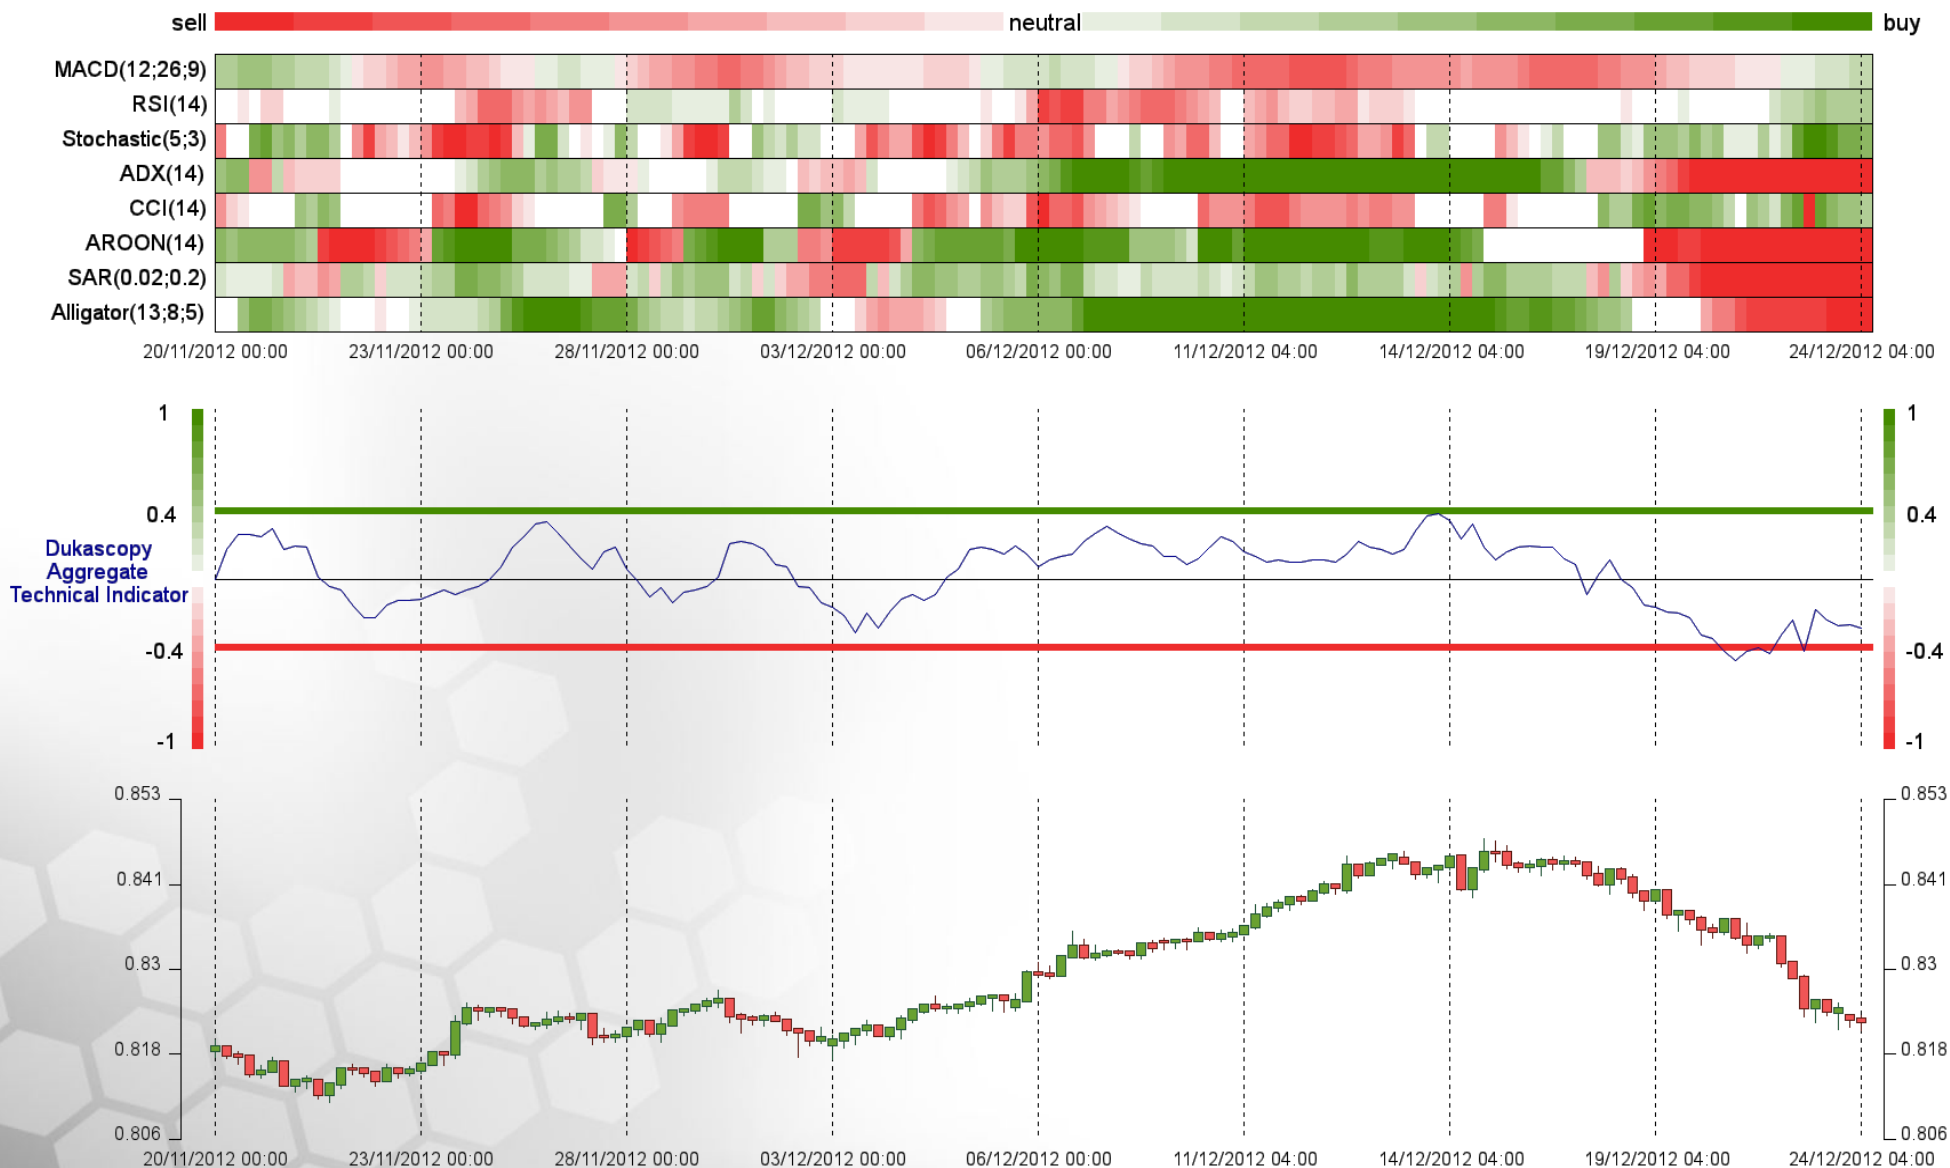 sell neutral buy
MACD(12;26;9)
RSI(14)
Stochastic(5;3)
ADX(14)
CCI(14)
AROON(14)
SAR(0.02;0.2)
Alligator(13;8;5)
20/11/2012 00:00 23/11/2012 00:00 28/11/2012 00:00 03/12/2012 00:00 06/12/2012 00:00 11/12/2012 04:00 14/12/2012 04:00 19/12/2012 04:00 24/12/2012 04:00
1 1
0.4 0.4
Dukascopy
Aggregate
Technical Indicator
-0.4 -0.4
-1 -1
0.853 0.853
0.841 0.841
0.83 0.83
0.818 0.818
0.806 0.806
20/11/2012 00:00 23/11/2012 00:00 28/11/2012 00:00 03/12/2012 00:00 06/12/2012 00:00 11/12/2012 04:00 14/12/2012 04:00 19/12/2012 04:00 24/12/2012 04:00